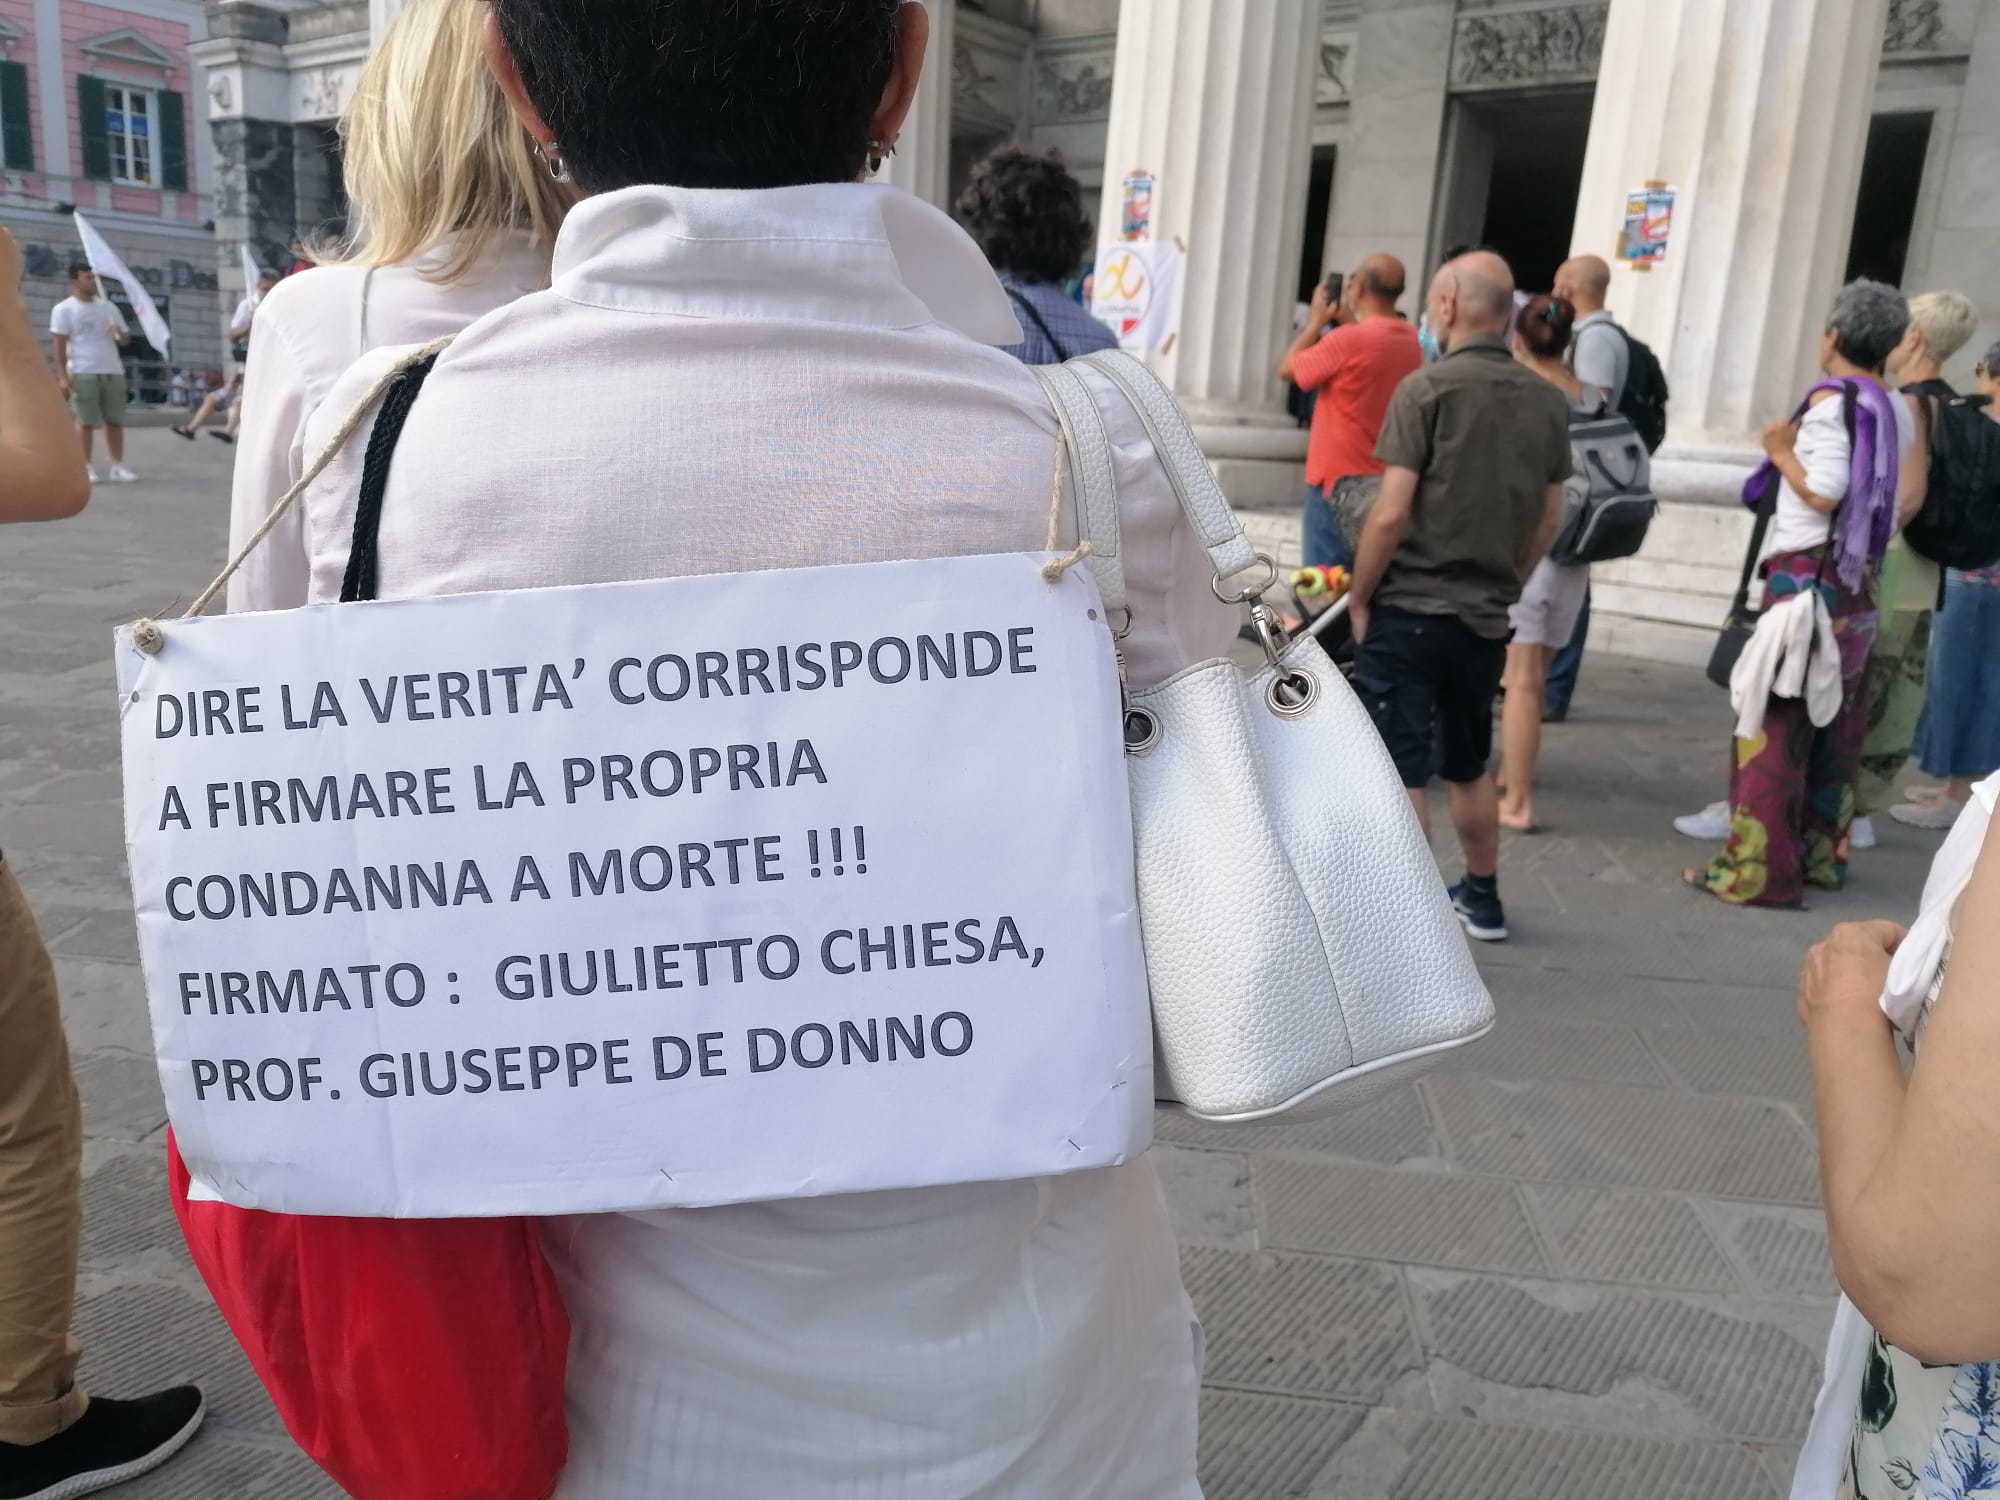 DIRE LA VERITA' CORRISPONDE
A FIRMARE LA PROPRIA
CONDANNA A MORTE !!!
FIRMATO : GIULIETTO CHIESA,
PROF. GIUSEPPE DE DONNO